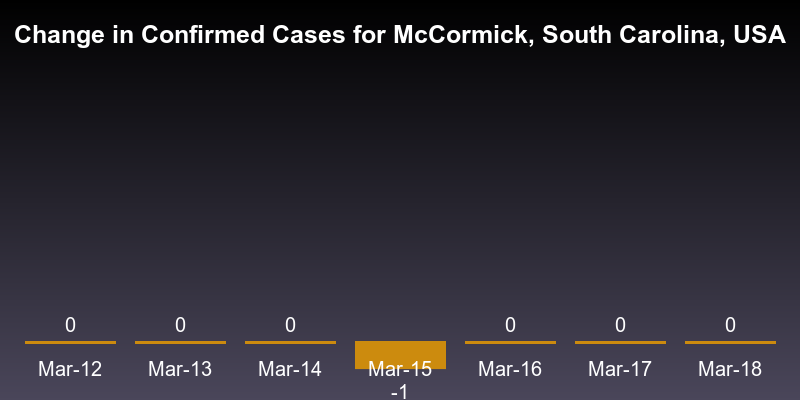 Change in Confirmed Cases for McCormick, South Carolina, USA
0 0 0 0 0 0
Mar-12 Mar-13 Mar-14 Mar-15 Mar-16 Mar-17 Mar-18
-1